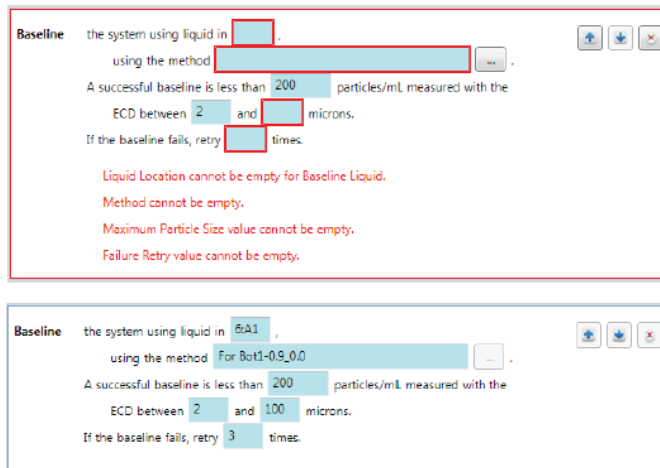 Baseline the system using liquid in ,
using the method ... .
A successful baseline is less than 200 particles/mL measured with the
ECD between 2 and microns.
If the baseline fails, retry times.
Liquid Location cannot be empty for Baseline Liquid.
Method cannot be empty.
Maximum Particle Size value cannot be empty.
Failure Retry value cannot be empty.
Baseline the system using liquid in 6:A1 ,
using the method For Bot1-0.9_0.0 ... .
A successful baseline is less than 200 particles/mL measured with the
ECD between 2 and 100 microns.
If the baseline fails, retry 3 times.